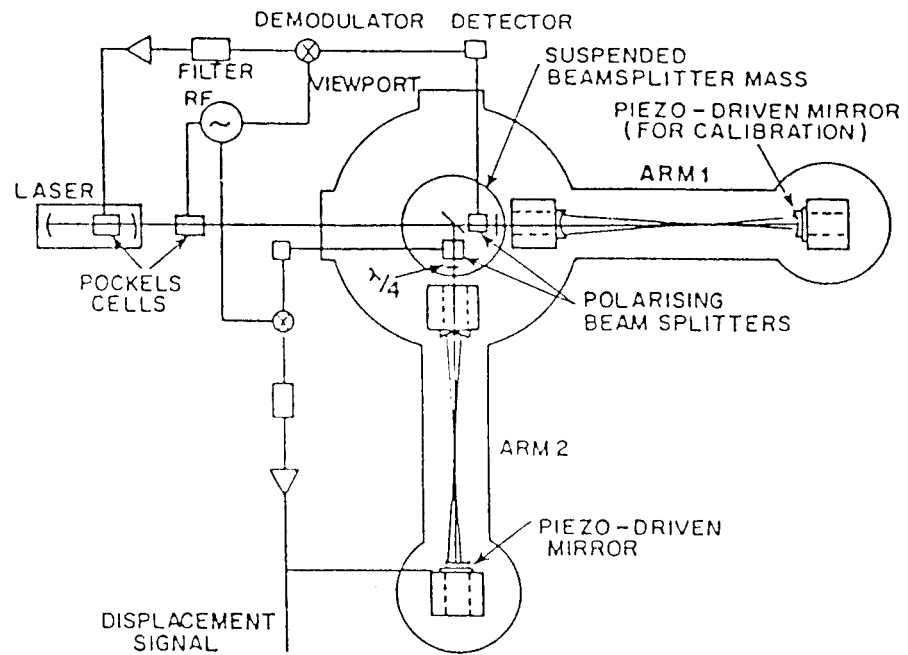 DEMODULATOR
DETECTOR
FILTER
VIEWPORT
SUSPENDED
BEAMSPLITTER MASS
RF
~
PIEZO-DRIVEN MIRROR
(FOR CALIBRATION)
ARM 1
LASER
POCKELS
CELLS
λ/4
POLARISING
BEAM SPLITTERS
ARM 2
PIEZO-DRIVEN
MIRROR
DISPLACEMENT
SIGNAL